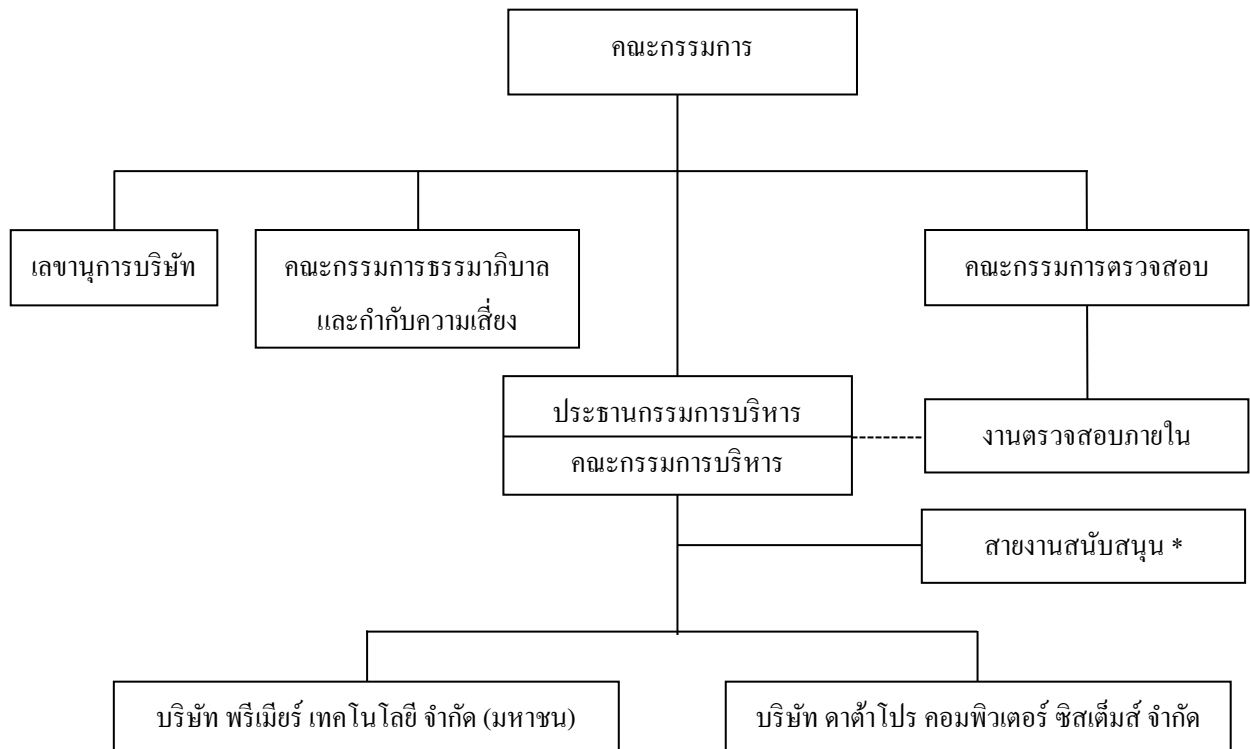 คณะกรรมการ
เลขานุการบริษัท
คณะกรรมการธรรมาภิบาล
และกำกับความเสี่ยง
คณะกรรมการตรวจสอบ
ประธานกรรมการบริหาร
คณะกรรมการบริหาร
งานตรวจสอบภายใน
สายงานสนับสนุน *
บริษัท พรีเมียร์ เทคโนโลยี จำกัด (มหาชน)
บริษัท ดาต้าโปร คอมพิวเตอร์ ซิสเต็มส์ จำกัด